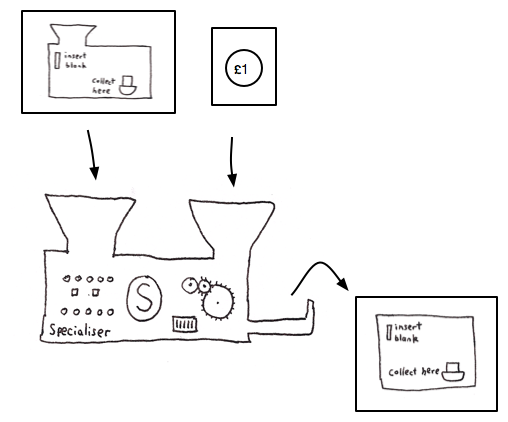 insert
blank
Collect
here
£1
S
Specialiser
insert
blank
Collect here